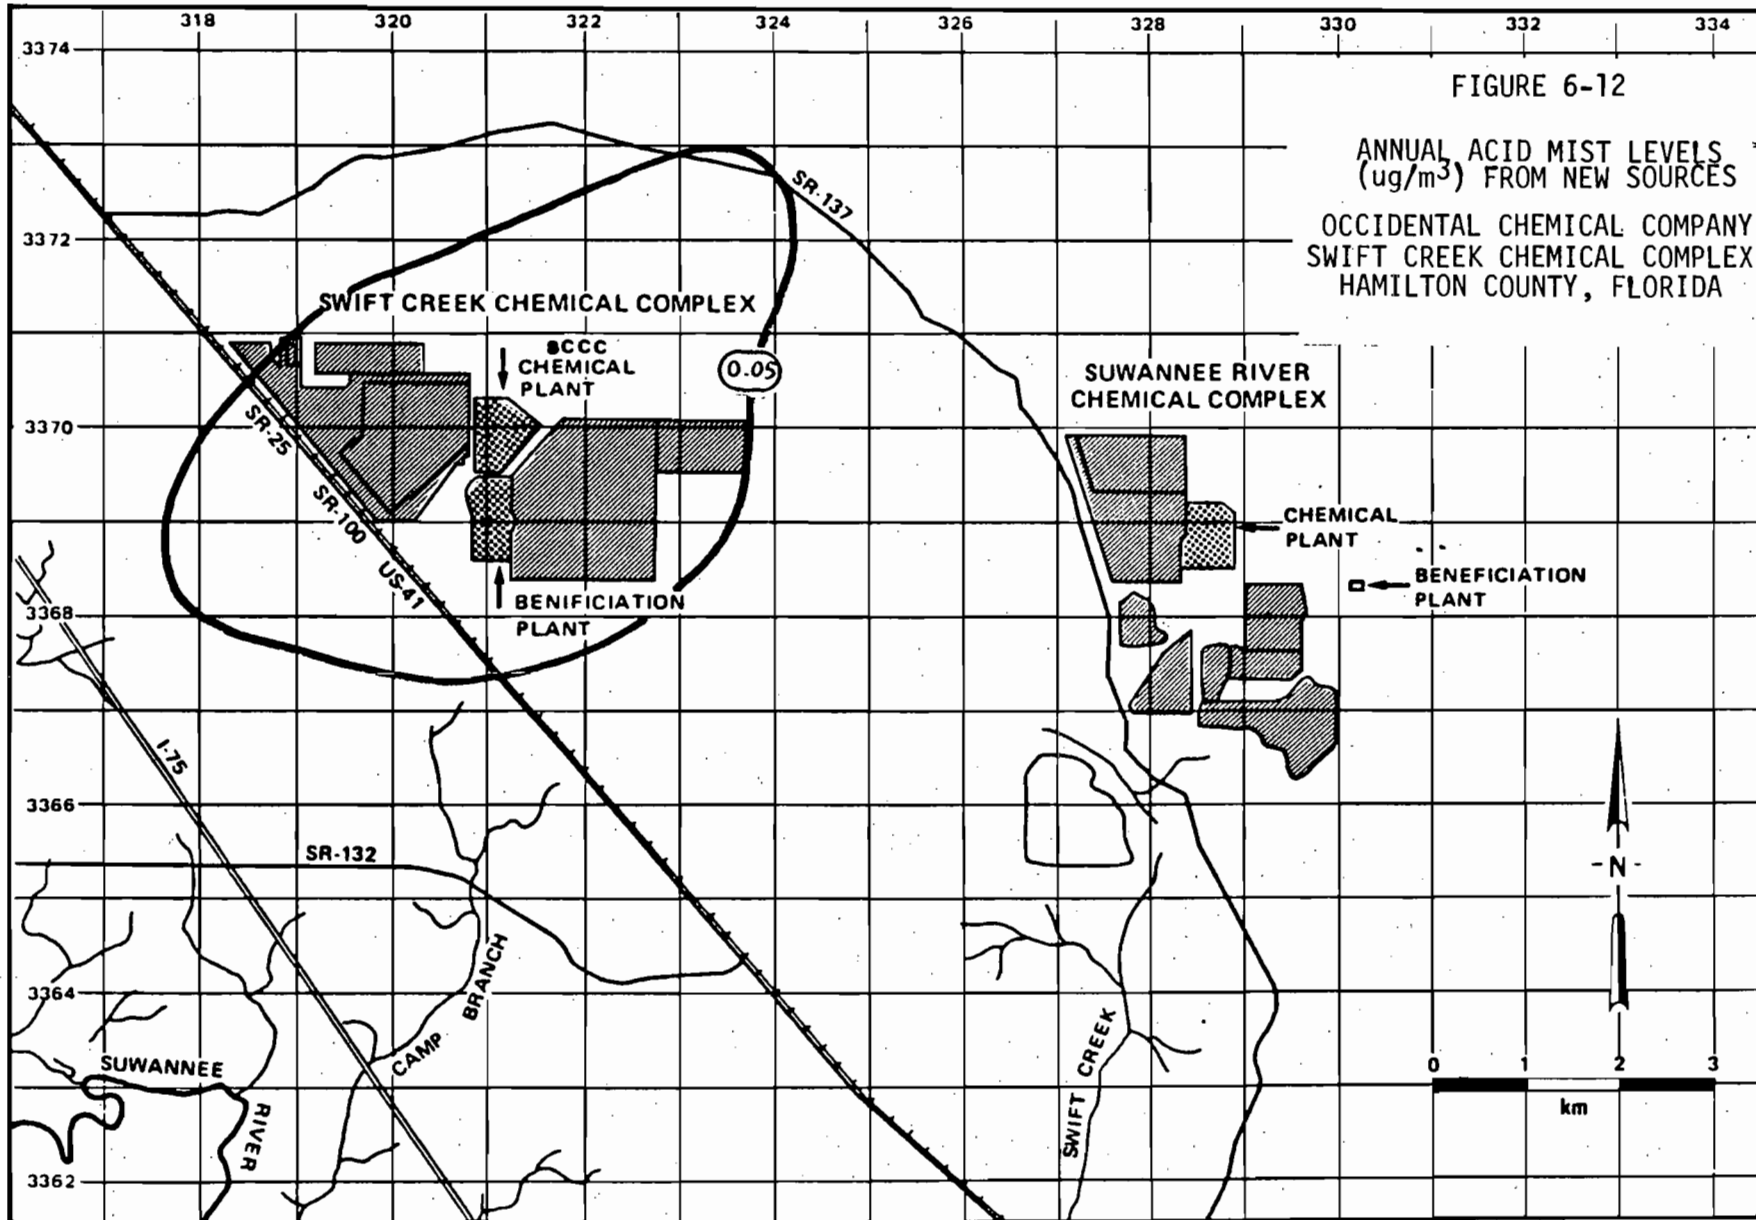 318 320 322 324 326 328 330 332 334
3374
3372
3370
3368
3366
3364
3362
FIGURE 6-12
ANNUAL ACID MIST LEVELS
(ug/m³) FROM NEW SOURCES
OCCIDENTAL CHEMICAL COMPANY
SWIFT CREEK CHEMICAL COMPLEX
HAMILTON COUNTY, FLORIDA
SR-137
SWIFT CREEK CHEMICAL COMPLEX
SCCC
CHEMICAL
PLANT
0.05
SUWANNEE RIVER
CHEMICAL COMPLEX
SR-25
SR-100
US-41
BENIFICIATION
PLANT
CHEMICAL
PLANT
BENEFICIATION
PLANT
I-75
SR-132
CAMP BRANCH
SWIFT CREEK
SUWANNEE
RIVER
-N-
0 1 2 3
km